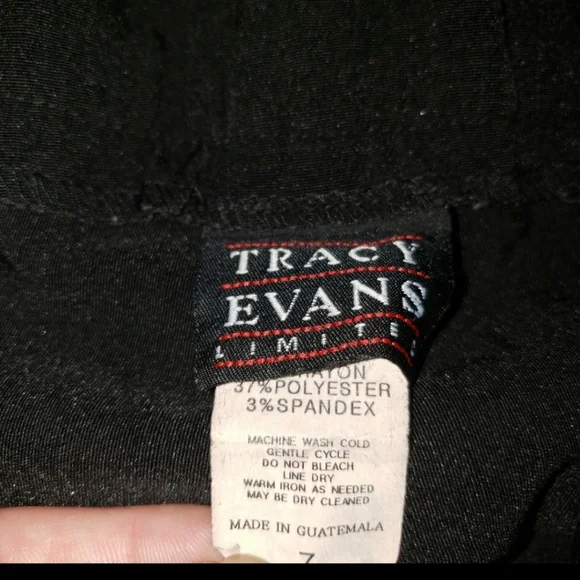 TRACY
EVANS
LIMITED
RAYON
37%POLYESTER
3%SPANDEX
MACHINE WASH COLD
GENTLE CYCLE
DO NOT BLEACH
LINE DRY
WARM IRON AS NEEDED
MAY BE DRY CLEANED
MADE IN GUATEMALA
7